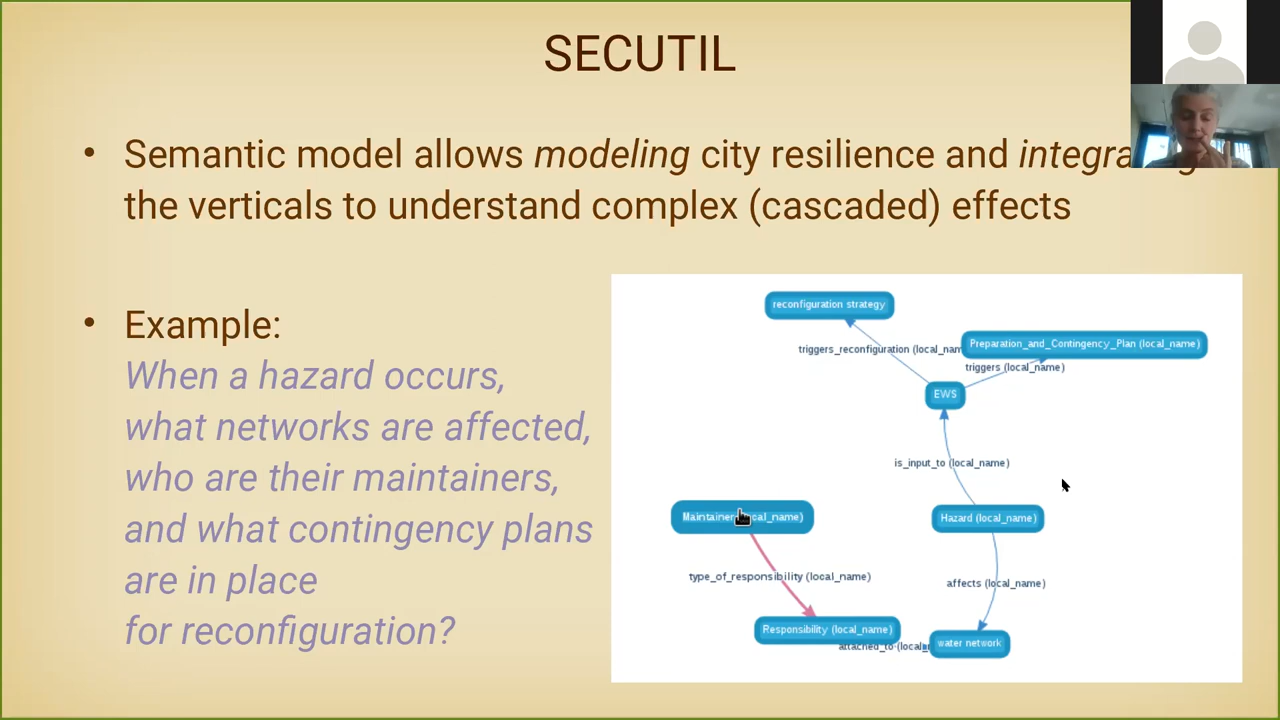 SECUTIL
• Semantic model allows modeling city resilience and integra
the verticals to understand complex (cascaded) effects
• Example:
When a hazard occurs,
what networks are affected,
who are their maintainers,
and what contingency plans
are in place
for reconfiguration?
reconfiguration strategy
triggers_reconfiguration (local_nam
Preparation_and_Contingency_Plan (local_name)
triggers (local_name)
EWS
is_input_to (local_name)
Maintainer cal_name)
Hazard (local_name)
type_of_responsibility (local_name)
affects (local_name)
Responsibility (local_name)
attached_to (local_n
water network